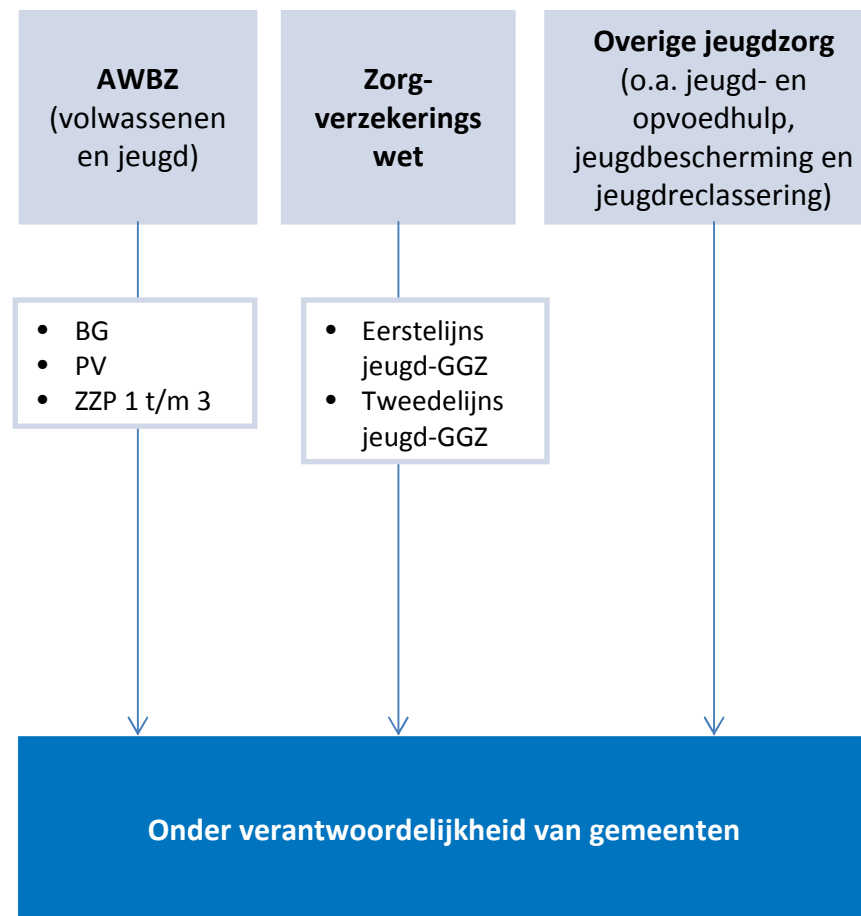 AWBZ
(volwassenen
en jeugd)
Zorg-
verzekerings
wet
Overige jeugdzorg
(o.a. jeugd- en
opvoedhulp,
jeugdbescherming en
jeugdreclassering)
• BG
• PV
• ZZP 1 t/m 3
• Eerstelijns
jeugd-GGZ
• Tweedelijns
jeugd-GGZ
Onder verantwoordelijkheid van gemeenten